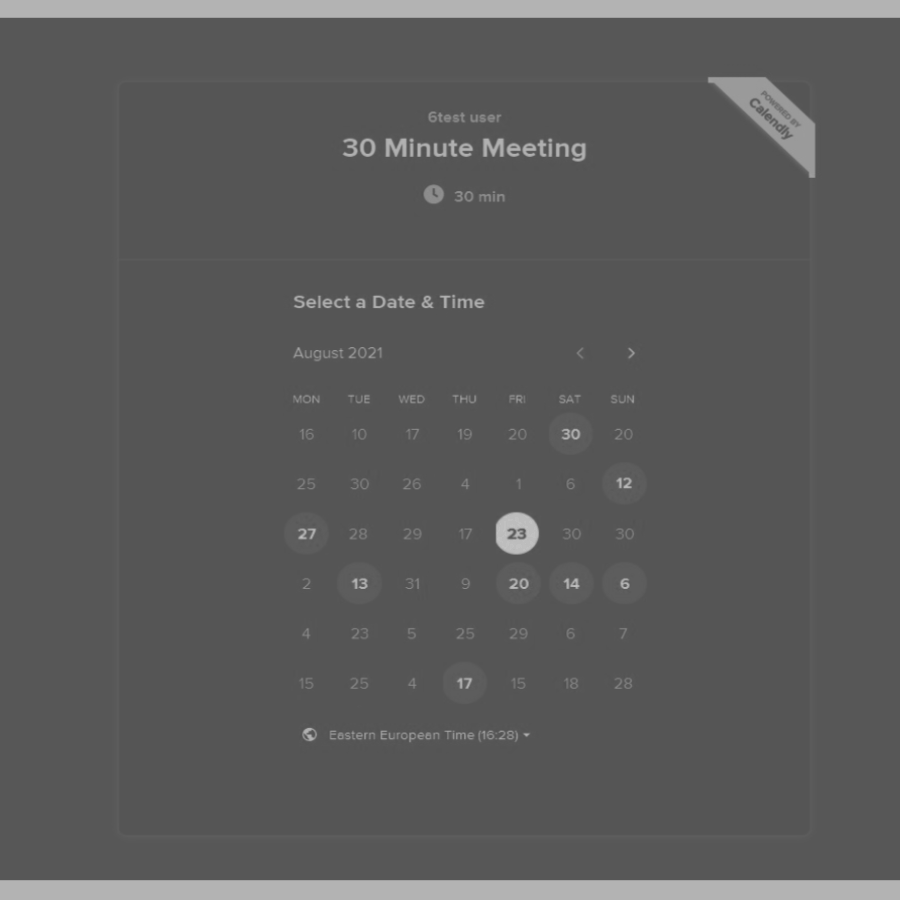 POWERED BY
Calendly
6test user
30 Minute Meeting
30 min
Select a Date & Time
August 2021
MON TUE WED THU FRI SAT SUN
16 10 17 19 20 30 20
25 30 26 4 1 6 12
27 28 29 17 23 30 30
2 13 31 9 20 14 6
4 23 5 25 29 6 7
15 25 4 17 15 18 28
Eastern European Time (16:28)